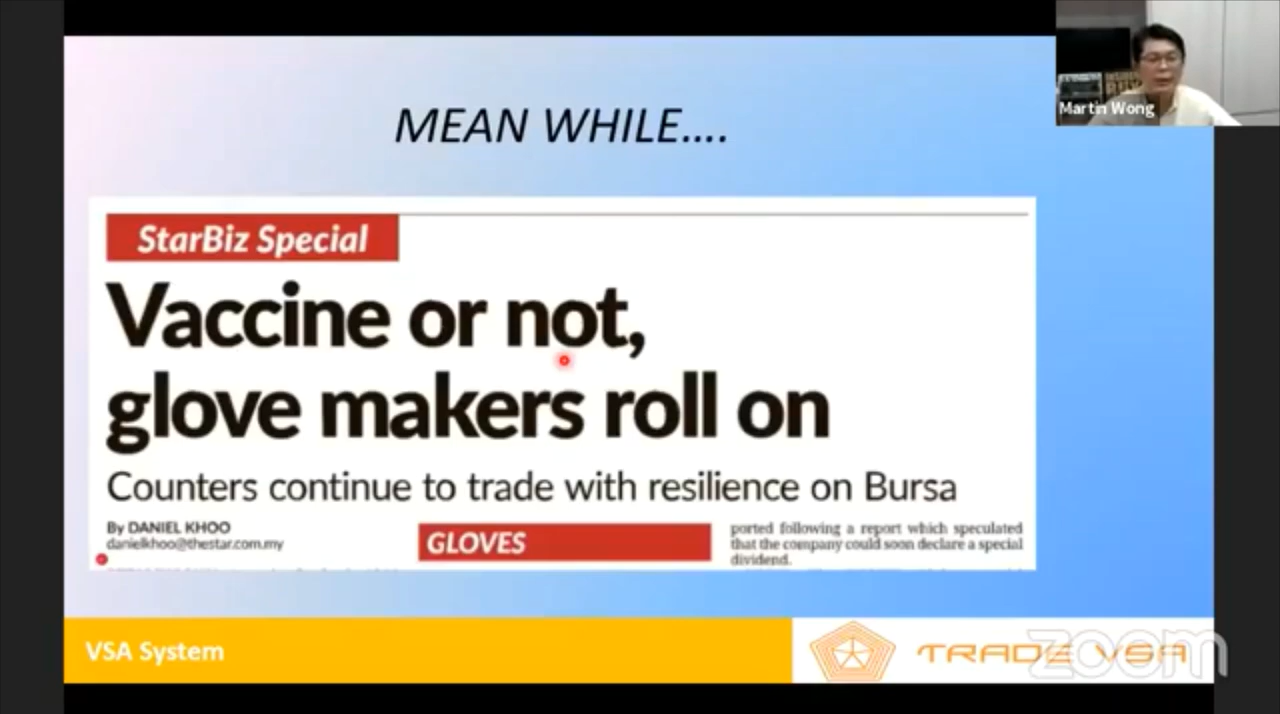 MEAN WHILE....
Martin Wong
StarBiz Special
Vaccine or not,
glove makers roll on
Counters continue to trade with resilience on Bursa
By DANIEL KHOO
danielkhoo@thestar.com.my
GLOVES
ported following a report which speculated
that the company could soon declare a special
dividend.
VSA System
TRADE VSA
zoom